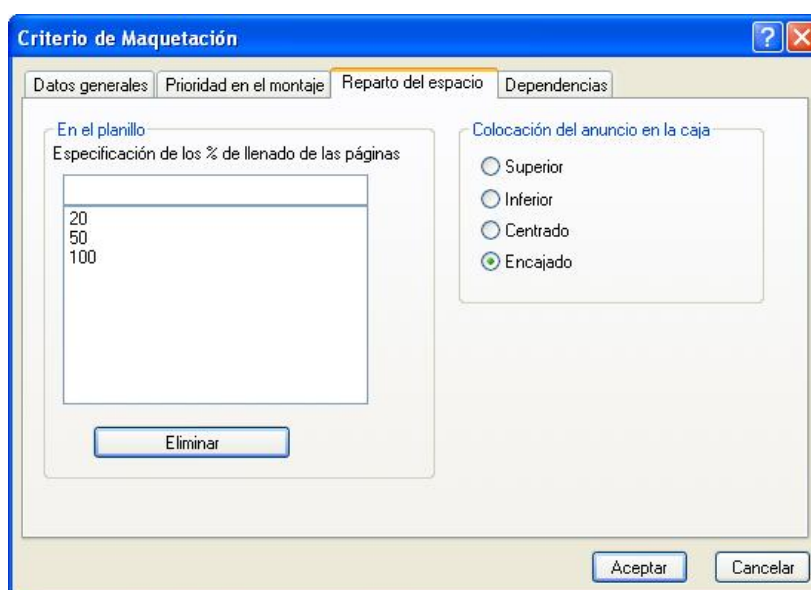 Criterio de Maquetación
Datos generales Prioridad en el montaje Reparto del espacio Dependencias
En el planillo
Especificación de los % de llenado de las páginas
20
50
100
Eliminar
Colocación del anuncio en la caja
Superior
Inferior
Centrado
Encajado
Aceptar Cancelar